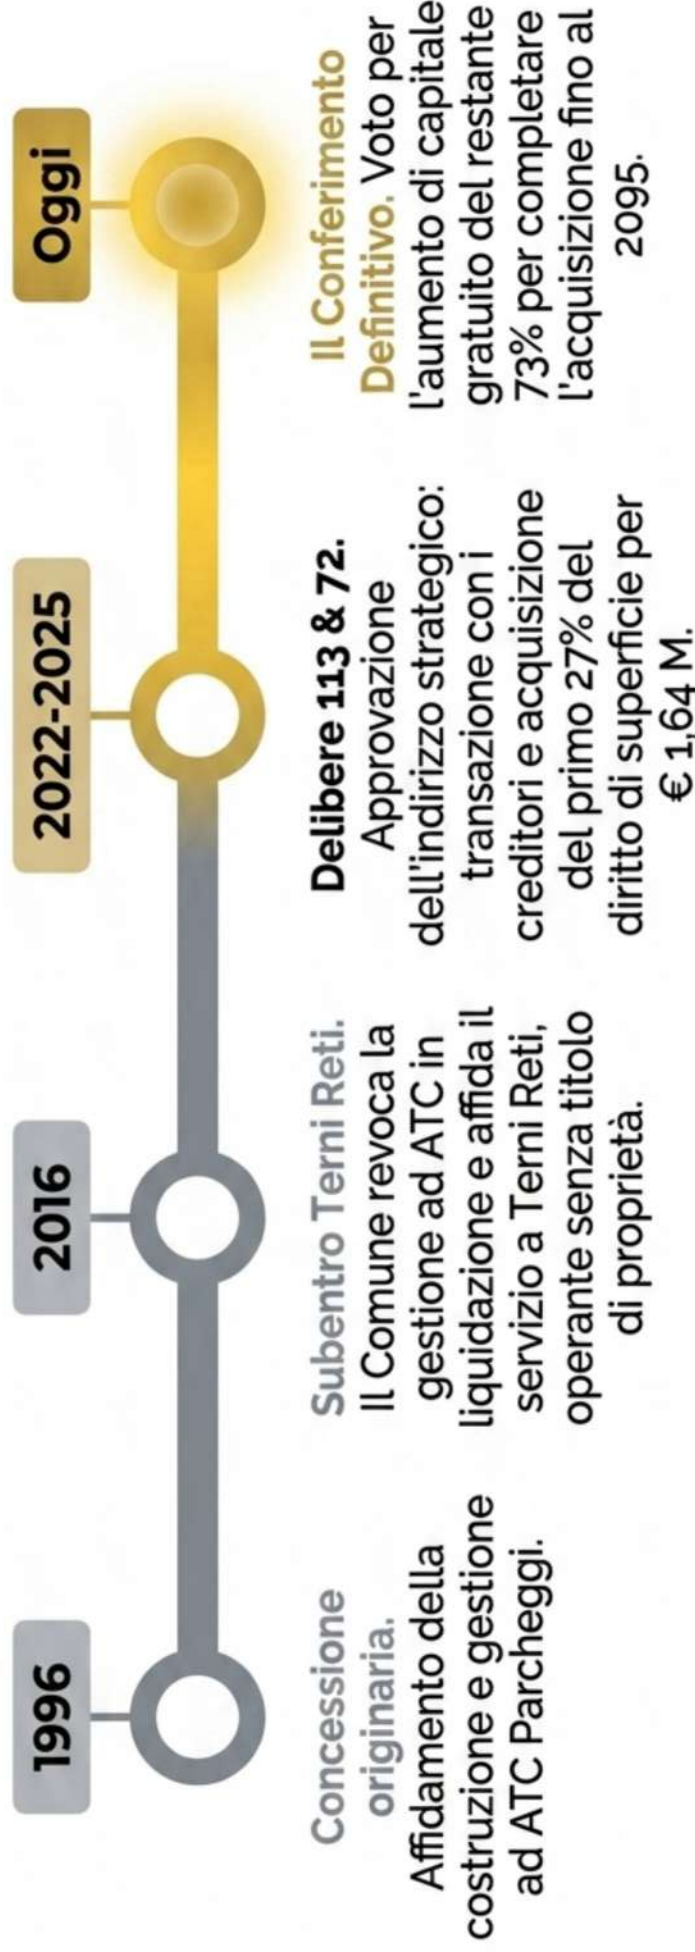 1996
Concessione
originaria.
Affidamento della
costruzione e gestione
ad ATC Parcheggi.
2016
Subentro Terni Reti.
Il Comune revoca la
gestione ad ATC in
liquidazione e affida il
servizio a Terni Reti,
operante senza titolo
di proprietà.
2022-2025
Delibere 113 & 72.
Approvazione
dell'indirizzo strategico:
transazione con i
creditori e acquisizione
del primo 27% del
diritto di superficie per
€ 1,64 M.
Oggi
Il Conferimento
Definitivo. Voto per
l'aumento di capitale
gratuito del restante
73% per completare
l'acquisizione fino al
2095.